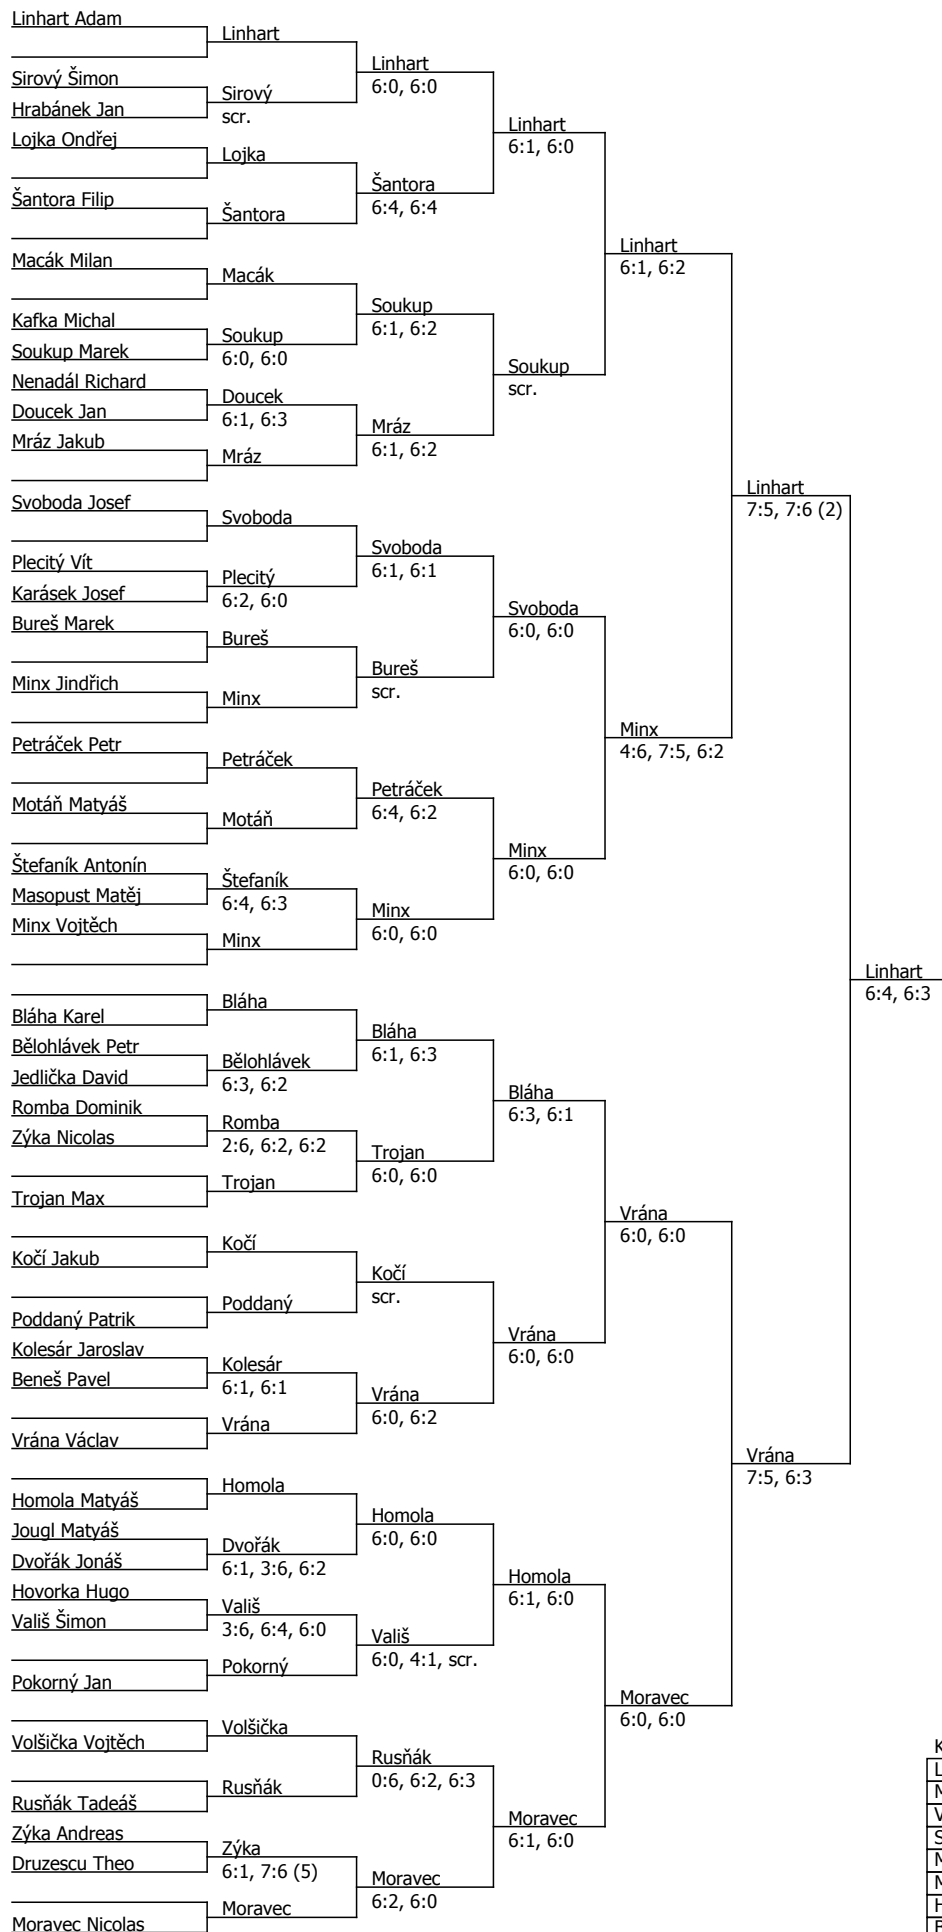 Linhart Adam
Sirový Šimon
Hrabánek Jan
Lojka Ondřej
Šantora Filip
Macák Milan
Kafka Michal
Soukup Marek
Nenadál Richard
Doucek Jan
Mráz Jakub
Svoboda Josef
Plecitý Vít
Karásek Josef
Bureš Marek
Minx Jindřich
Petráček Petr
Motáň Matyáš
Štefaník Antonín
Masopust Matěj
Minx Vojtěch
Bláha Karel
Bělohlávek Petr
Jedlička David
Romba Dominik
Zýka Nicolas
Trojan Max
Kočí Jakub
Poddaný Patrik
Kolesár Jaroslav
Beneš Pavel
Vrána Václav
Homola Matyáš
Jougl Matyáš
Dvořák Jonáš
Hovorka Hugo
Vališ Šimon
Pokorný Jan
Volšička Vojtěch
Rusňák Tadeáš
Zýka Andreas
Druzescu Theo
Moravec Nicolas
Linhart
Sirový
scr.
Lojka
Šantora
Macák
Soukup
6:0, 6:0
Doucek
6:1, 6:3
Mráz
Svoboda
Plecitý
6:2, 6:0
Bureš
Minx
Petráček
Motáň
Štefaník
6:4, 6:3
Minx
Bláha
Bělohlávek
6:3, 6:2
Romba
2:6, 6:2, 6:2
Trojan
Kočí
Poddaný
Kolesár
6:1, 6:1
Vrána
Homola
Dvořák
6:1, 3:6, 6:2
Vališ
3:6, 6:4, 6:0
Pokorný
Volšička
Rusňák
Zýka
6:1, 7:6 (5)
Moravec
Linhart
6:0, 6:0
Šantora
6:4, 6:4
Soukup
6:1, 6:2
Mráz
6:1, 6:2
Svoboda
6:1, 6:1
Bureš
scr.
Petráček
6:4, 6:2
Minx
6:0, 6:0
Bláha
6:1, 6:3
Trojan
6:0, 6:0
Kočí
scr.
Vrána
6:0, 6:2
Homola
6:0, 6:0
Vališ
6:0, 4:1, scr.
Rusňák
0:6, 6:2, 6:3
Moravec
6:2, 6:0
Linhart
6:1, 6:0
Soukup
scr.
Svoboda
6:0, 6:0
Minx
6:0, 6:0
Bláha
6:3, 6:1
Vrána
6:0, 6:0
Homola
6:1, 6:0
Moravec
6:1, 6:0
Linhart
6:1, 6:2
Minx
4:6, 7:5, 6:2
Vrána
6:0, 6:0
Moravec
6:0, 6:0
Linhart
7:5, 7:6 (2)
Vrána
7:5, 6:3
Linhart
6:4, 6:3